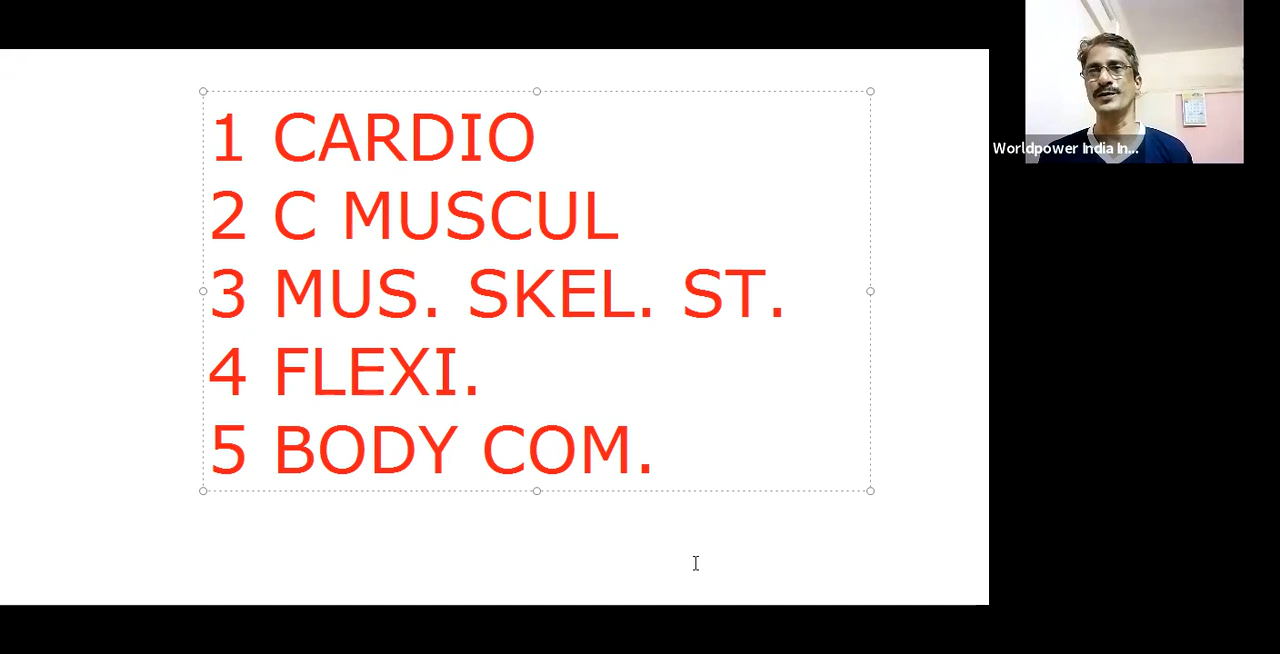 1 CARDIO
2 C MUSCUL
3 MUS. SKEL. ST.
4 FLEXI.
5 BODY COM.
Worldpower India In...